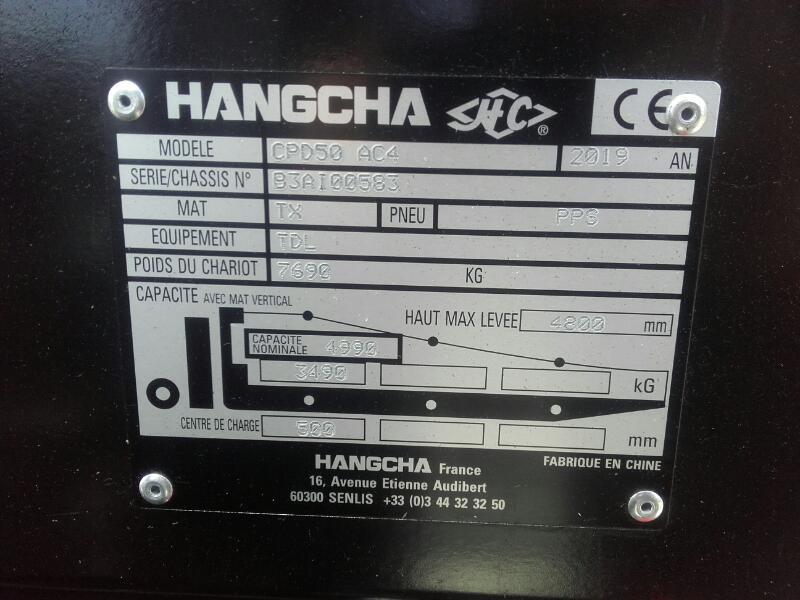 HANGCHA <HC>® CE
MODELE CPD50 AC4 2019 AN
SERIE/CHASSIS N° B3AI00583
MAT TX PNEU PPS
EQUIPEMENT TDL
POIDS DU CHARIOT 7690 KG
CAPACITE AVEC MAT VERTICAL
HAUT MAX LEVEE 4800 mm
CAPACITE NOMINALE 4990
3490 kG
CENTRE DE CHARGE 500 mm
HANGCHA France FABRIQUE EN CHINE
16, Avenue Etienne Audibert
60300 SENLIS +33 (0)3 44 32 32 50